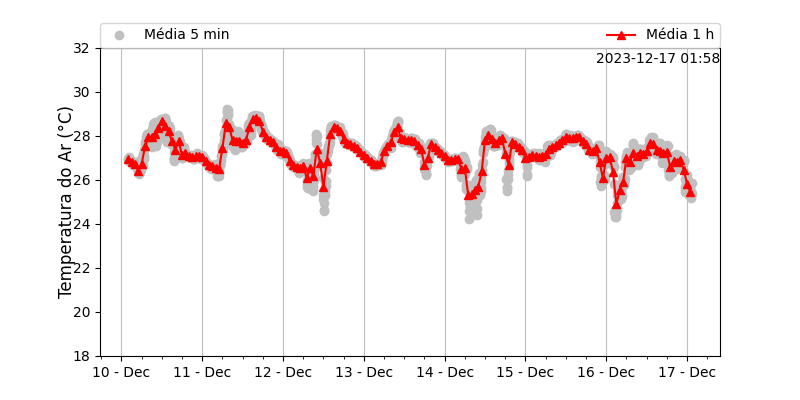 Média 5 min
Média 1 h
2023-12-17 01:58
Temperatura do Ar (°C)
32
30
28
26
24
22
20
18
10 - Dec
11 - Dec
12 - Dec
13 - Dec
14 - Dec
15 - Dec
16 - Dec
17 - Dec